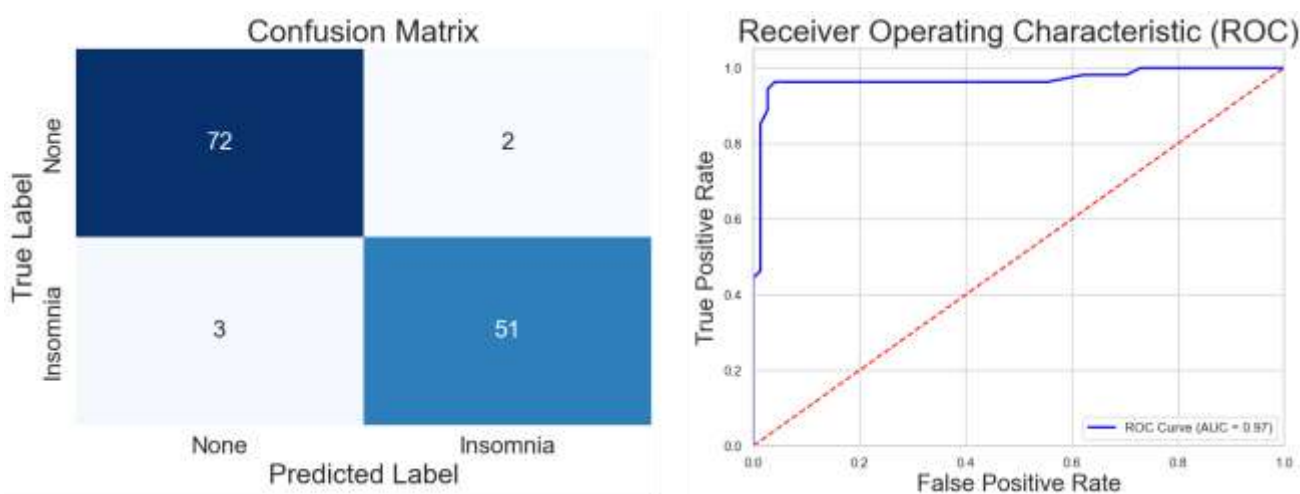 Confusion Matrix
True Label
None
Insomnia
72
2
3
51
None
Insomnia
Predicted Label
Receiver Operating Characteristic (ROC)
True Positive Rate
1.0
0.8
0.6
0.4
0.2
0.0
ROC Curve (AUC = 0.97)
0.0
0.2
0.4
0.6
0.8
1.0
False Positive Rate